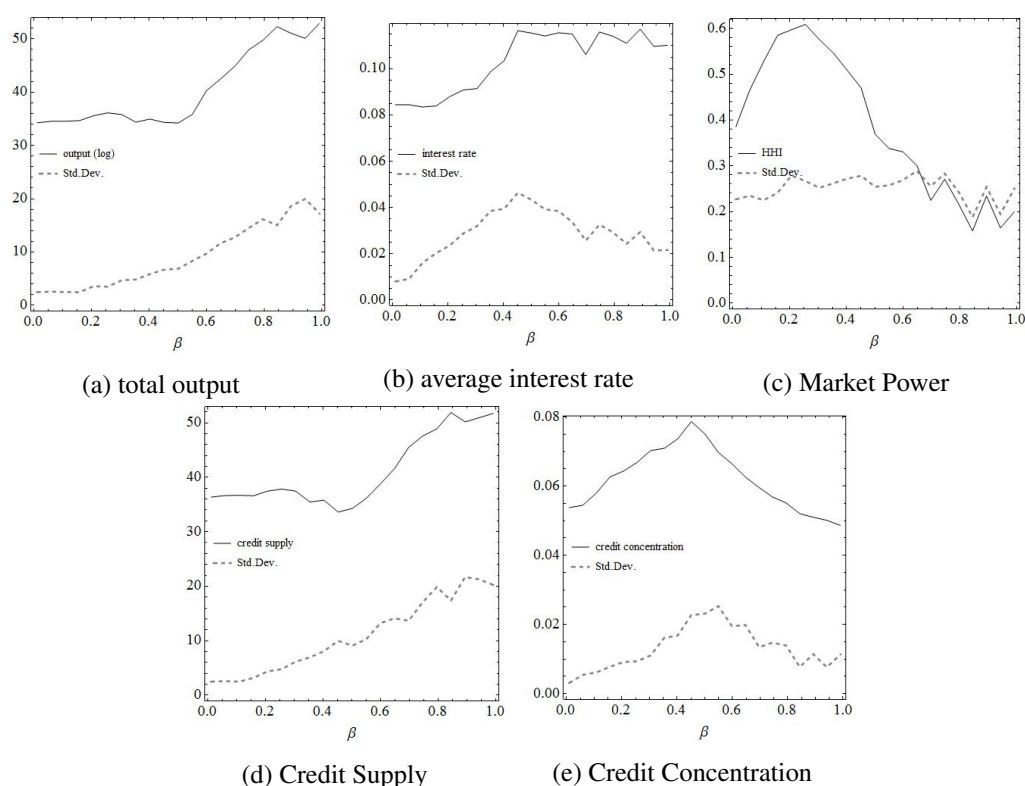 50
40
30
20
10
0
output (log)
Std.Dev.
0.0 0.2 0.4 0.6 0.8 1.0
β
(a) total output
0.10
0.08
0.06
0.04
0.02
0.00
interest rate
Std.Dev.
0.0 0.2 0.4 0.6 0.8 1.0
β
(b) average interest rate
0.6
0.5
0.4
0.3
0.2
0.1
0.0
HHI
Std.Dev.
0.0 0.2 0.4 0.6 0.8 1.0
β
(c) Market Power
50
40
30
20
10
0
credit supply
Std.Dev.
0.0 0.2 0.4 0.6 0.8 1.0
β
(d) Credit Supply
0.08
0.06
0.04
0.02
0.00
credit concentration
Std.Dev.
0.0 0.2 0.4 0.6 0.8 1.0
β
(e) Credit Concentration